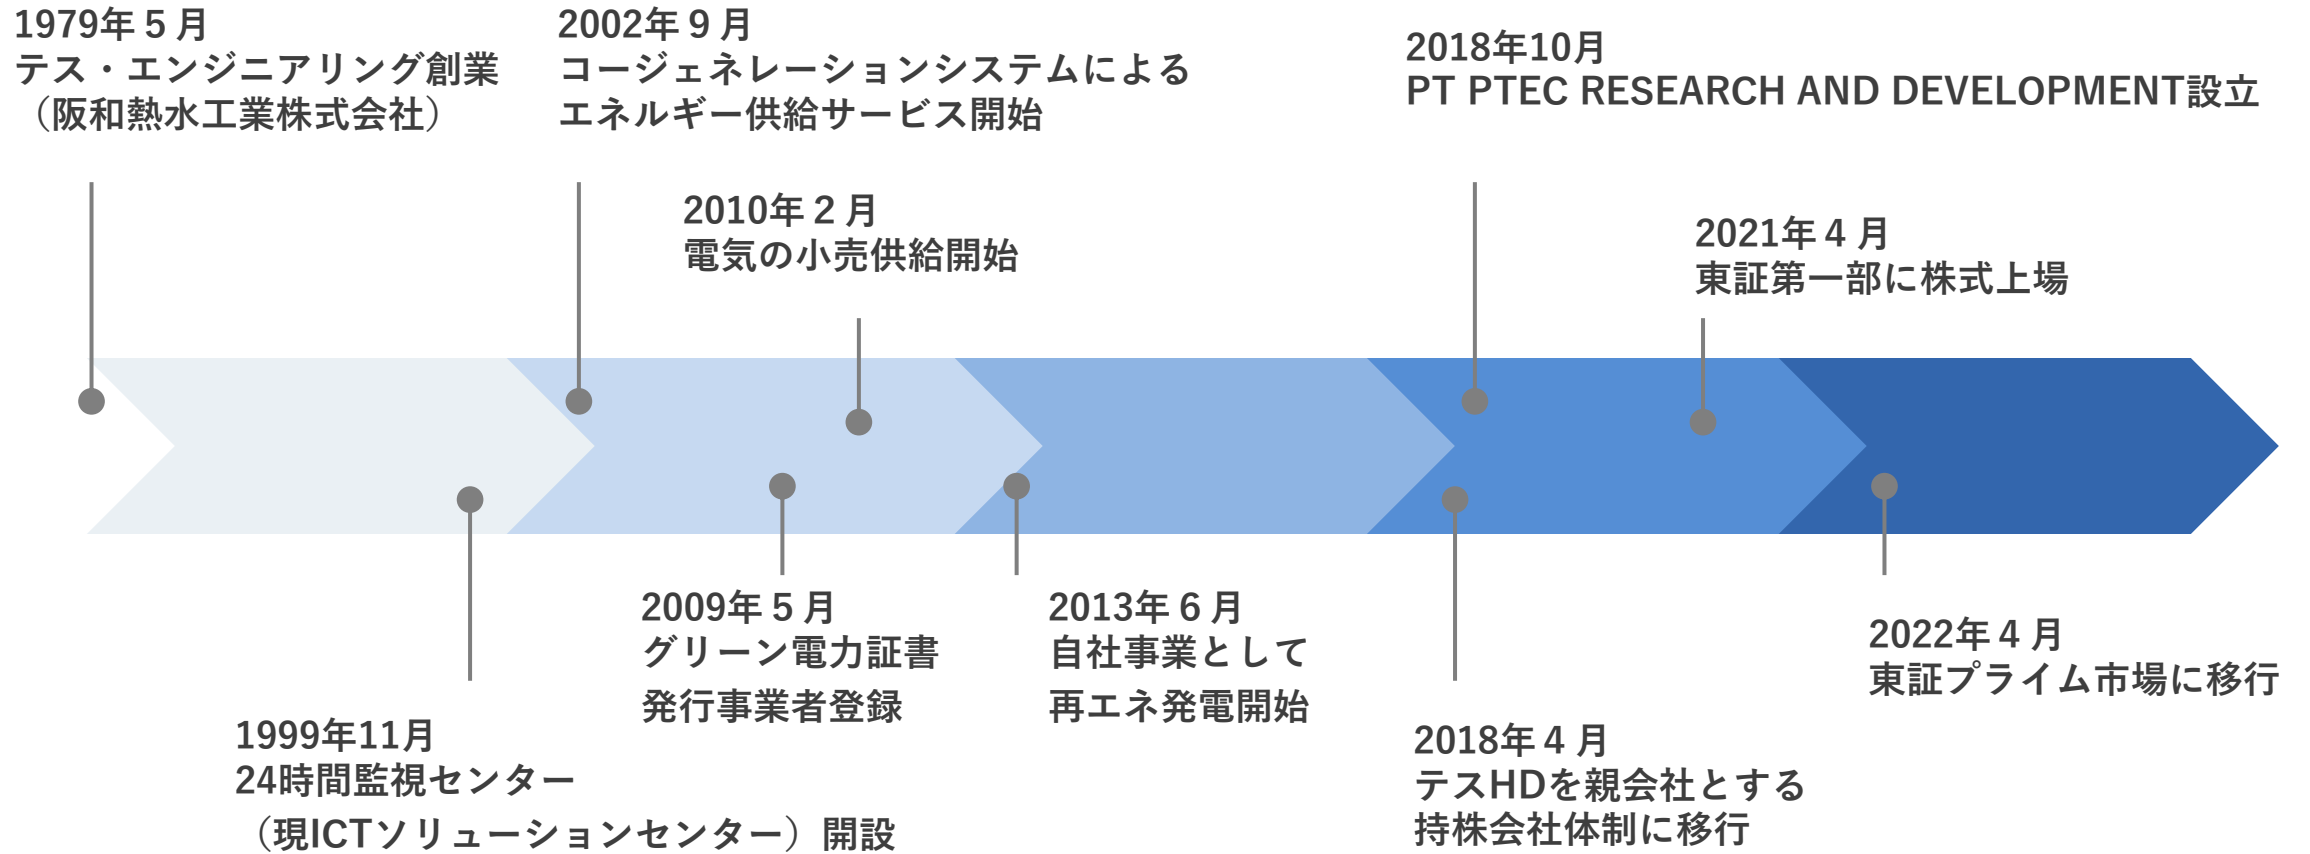 1979年５月
テス・エンジニアリング創業
（阪和熱水工業株式会社）
2002年９月
コージェネレーションシステムによる
エネルギー供給サービス開始
2018年10月
PT PTEC RESEARCH AND DEVELOPMENT設立
2010年２月
電気の小売供給開始
2021年４月
東証第一部に株式上場
1999年11月
24時間監視センター
（現ICTソリューションセンター）開設
2009年５月
グリーン電力証書
発行事業者登録
2013年６月
自社事業として
再エネ発電開始
2018年４月
テスHDを親会社とする
持株会社体制に移行
2022年４月
東証プライム市場に移行